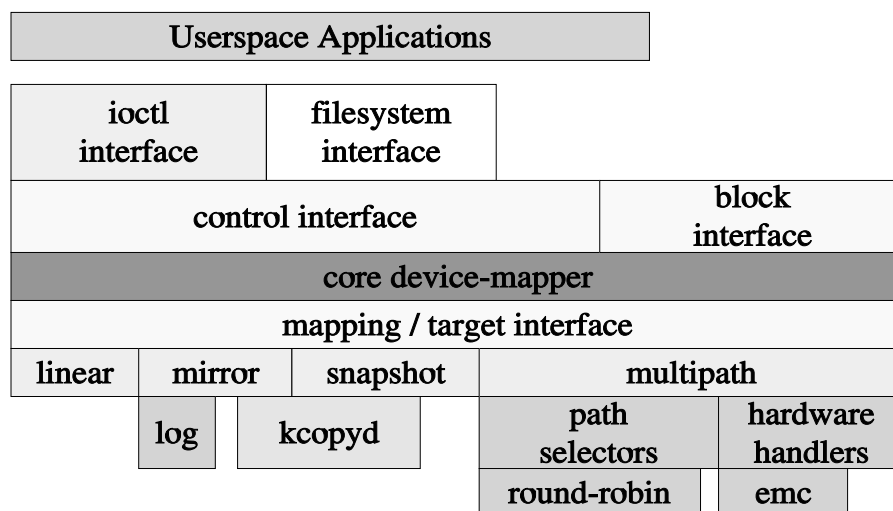 Userspace Applications
ioctl
interface
filesystem
interface
control interface
block
interface
core device-mapper
mapping / target interface
linear
mirror
snapshot
multipath
log
kcopyd
path
selectors
hardware
handlers
round-robin
emc